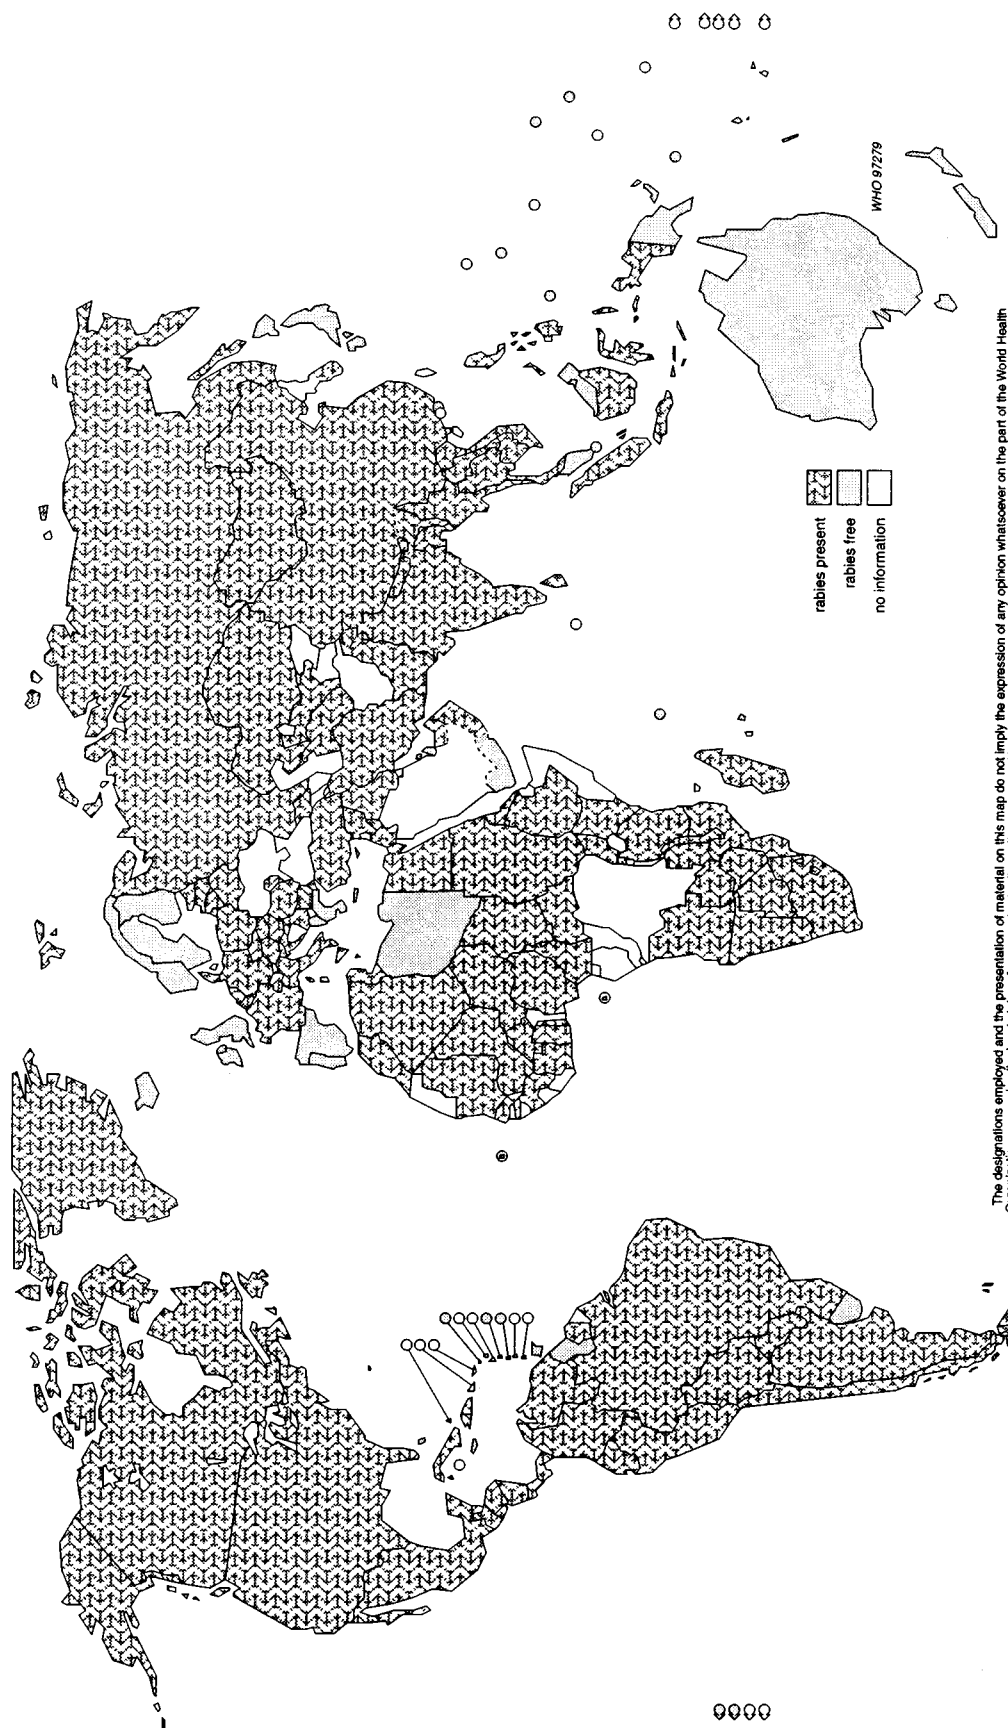 WHO 97279
rabies present
rabies free
no information
The designations employed and the presentation of material on this map do not imply the expression of any opinion whatsoever on the part of the World Health